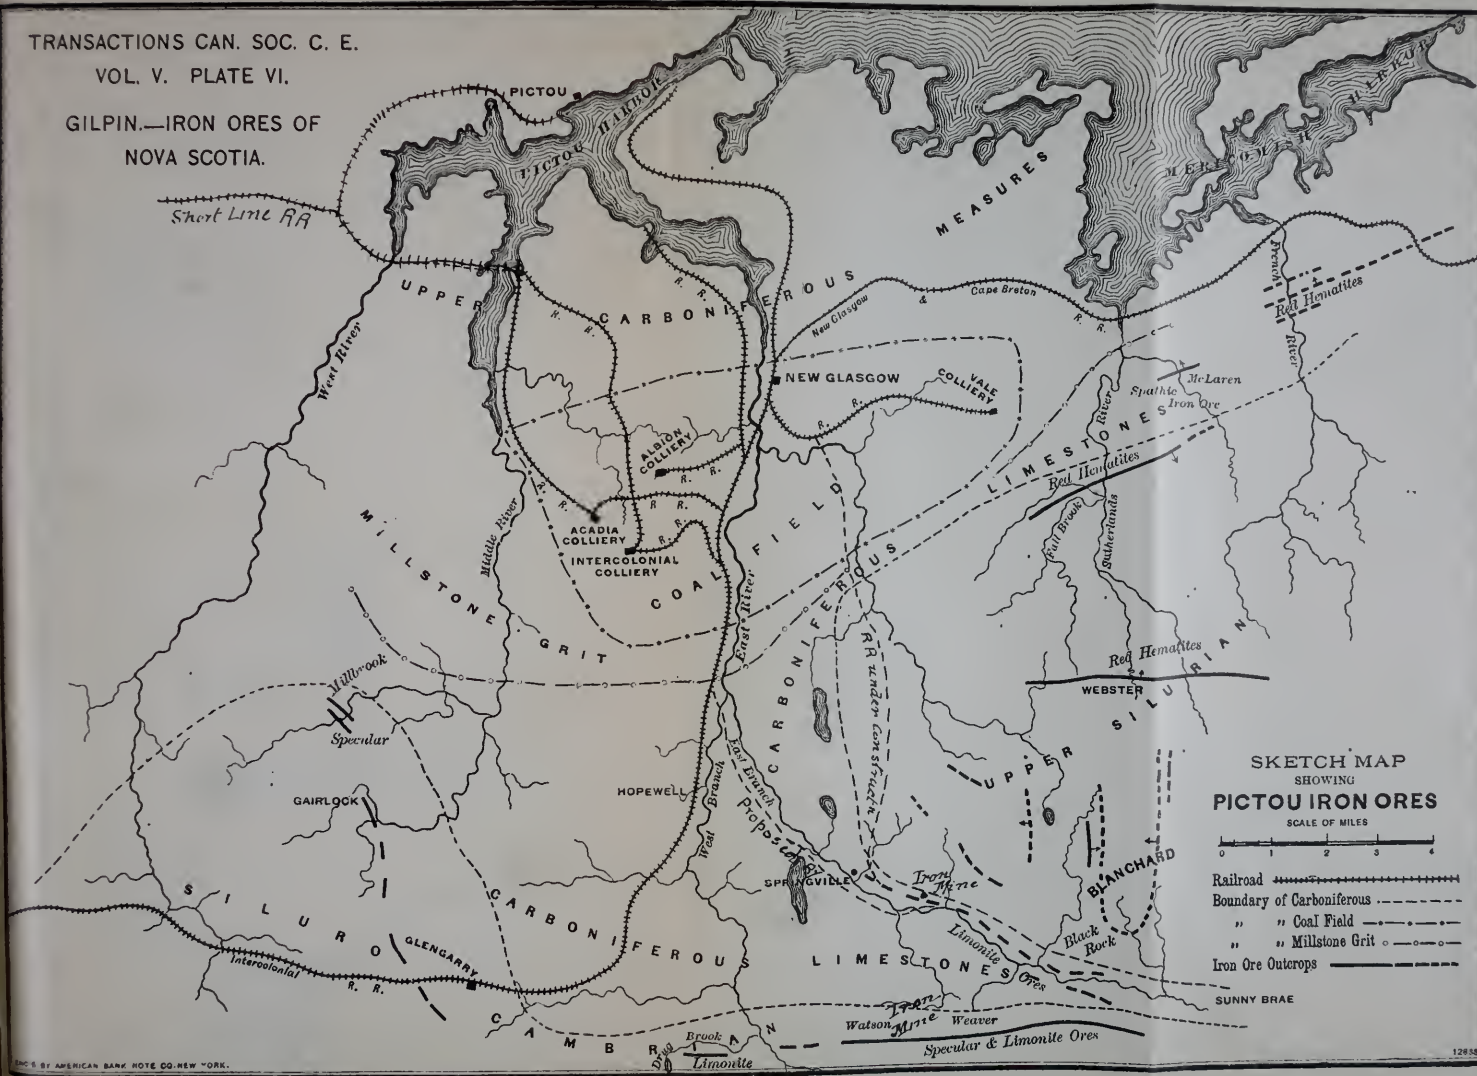 TRANSACTIONS CAN. SOC. C. E.
VOL. V. PLATE VI.
GILPIN.—IRON ORES OF
NOVA SCOTIA.
PICTOU
PICTOU HARBOR
MERIGOMISH HARBOR
Short Line RR
MEASURES
UPPER CARBONIFEROUS
R. R.
R. R.
New Glasgow & Cape Breton R. R.
French River
Red Hematites
West River
NEW GLASGOW
VALE
COLLIERY
R. R.
McLaren
Spathic
Iron Ore
ALBION
COLLIERY
R. R.
LIMESTONES
Red Hematites
MILLSTONE GRIT
Middle River
R. R.
ACADIA
COLLIERY
R R.
R. R.
INTERCOLONIAL
COLLIERY
COAL FIELD
East River
CARBONIFEROUS
RR under Construct'n
Fall Brook
Sutherlands River
Red Hematites
WEBSTER
UPPER SILURIAN
Millbrook
Specular
GAIRLOCK
HOPEWELL
East Branch
West Branch
Proposed
SPRINGVILLE
Iron
Mine
BLANCHARD
Black
Rock
Limonite Ores
SKETCH MAP
SHOWING
PICTOU IRON ORES
SCALE OF MILES
0 1 2 3 4
Railroad
Boundary of Carboniferous
„ „ Coal Field
„ „ Millstone Grit
Iron Ore Outcrops
SILURO
CAMBRIAN
GLENGARRY
Intercolonial R. R.
CARBONIFEROUS LIMESTONES
SUNNY BRAE
Watson
Iron
Mine
Weaver
Specular & Limonite Ores
Brook
Limonite
BY AMERICAN BANK NOTE CO. NEW YORK.